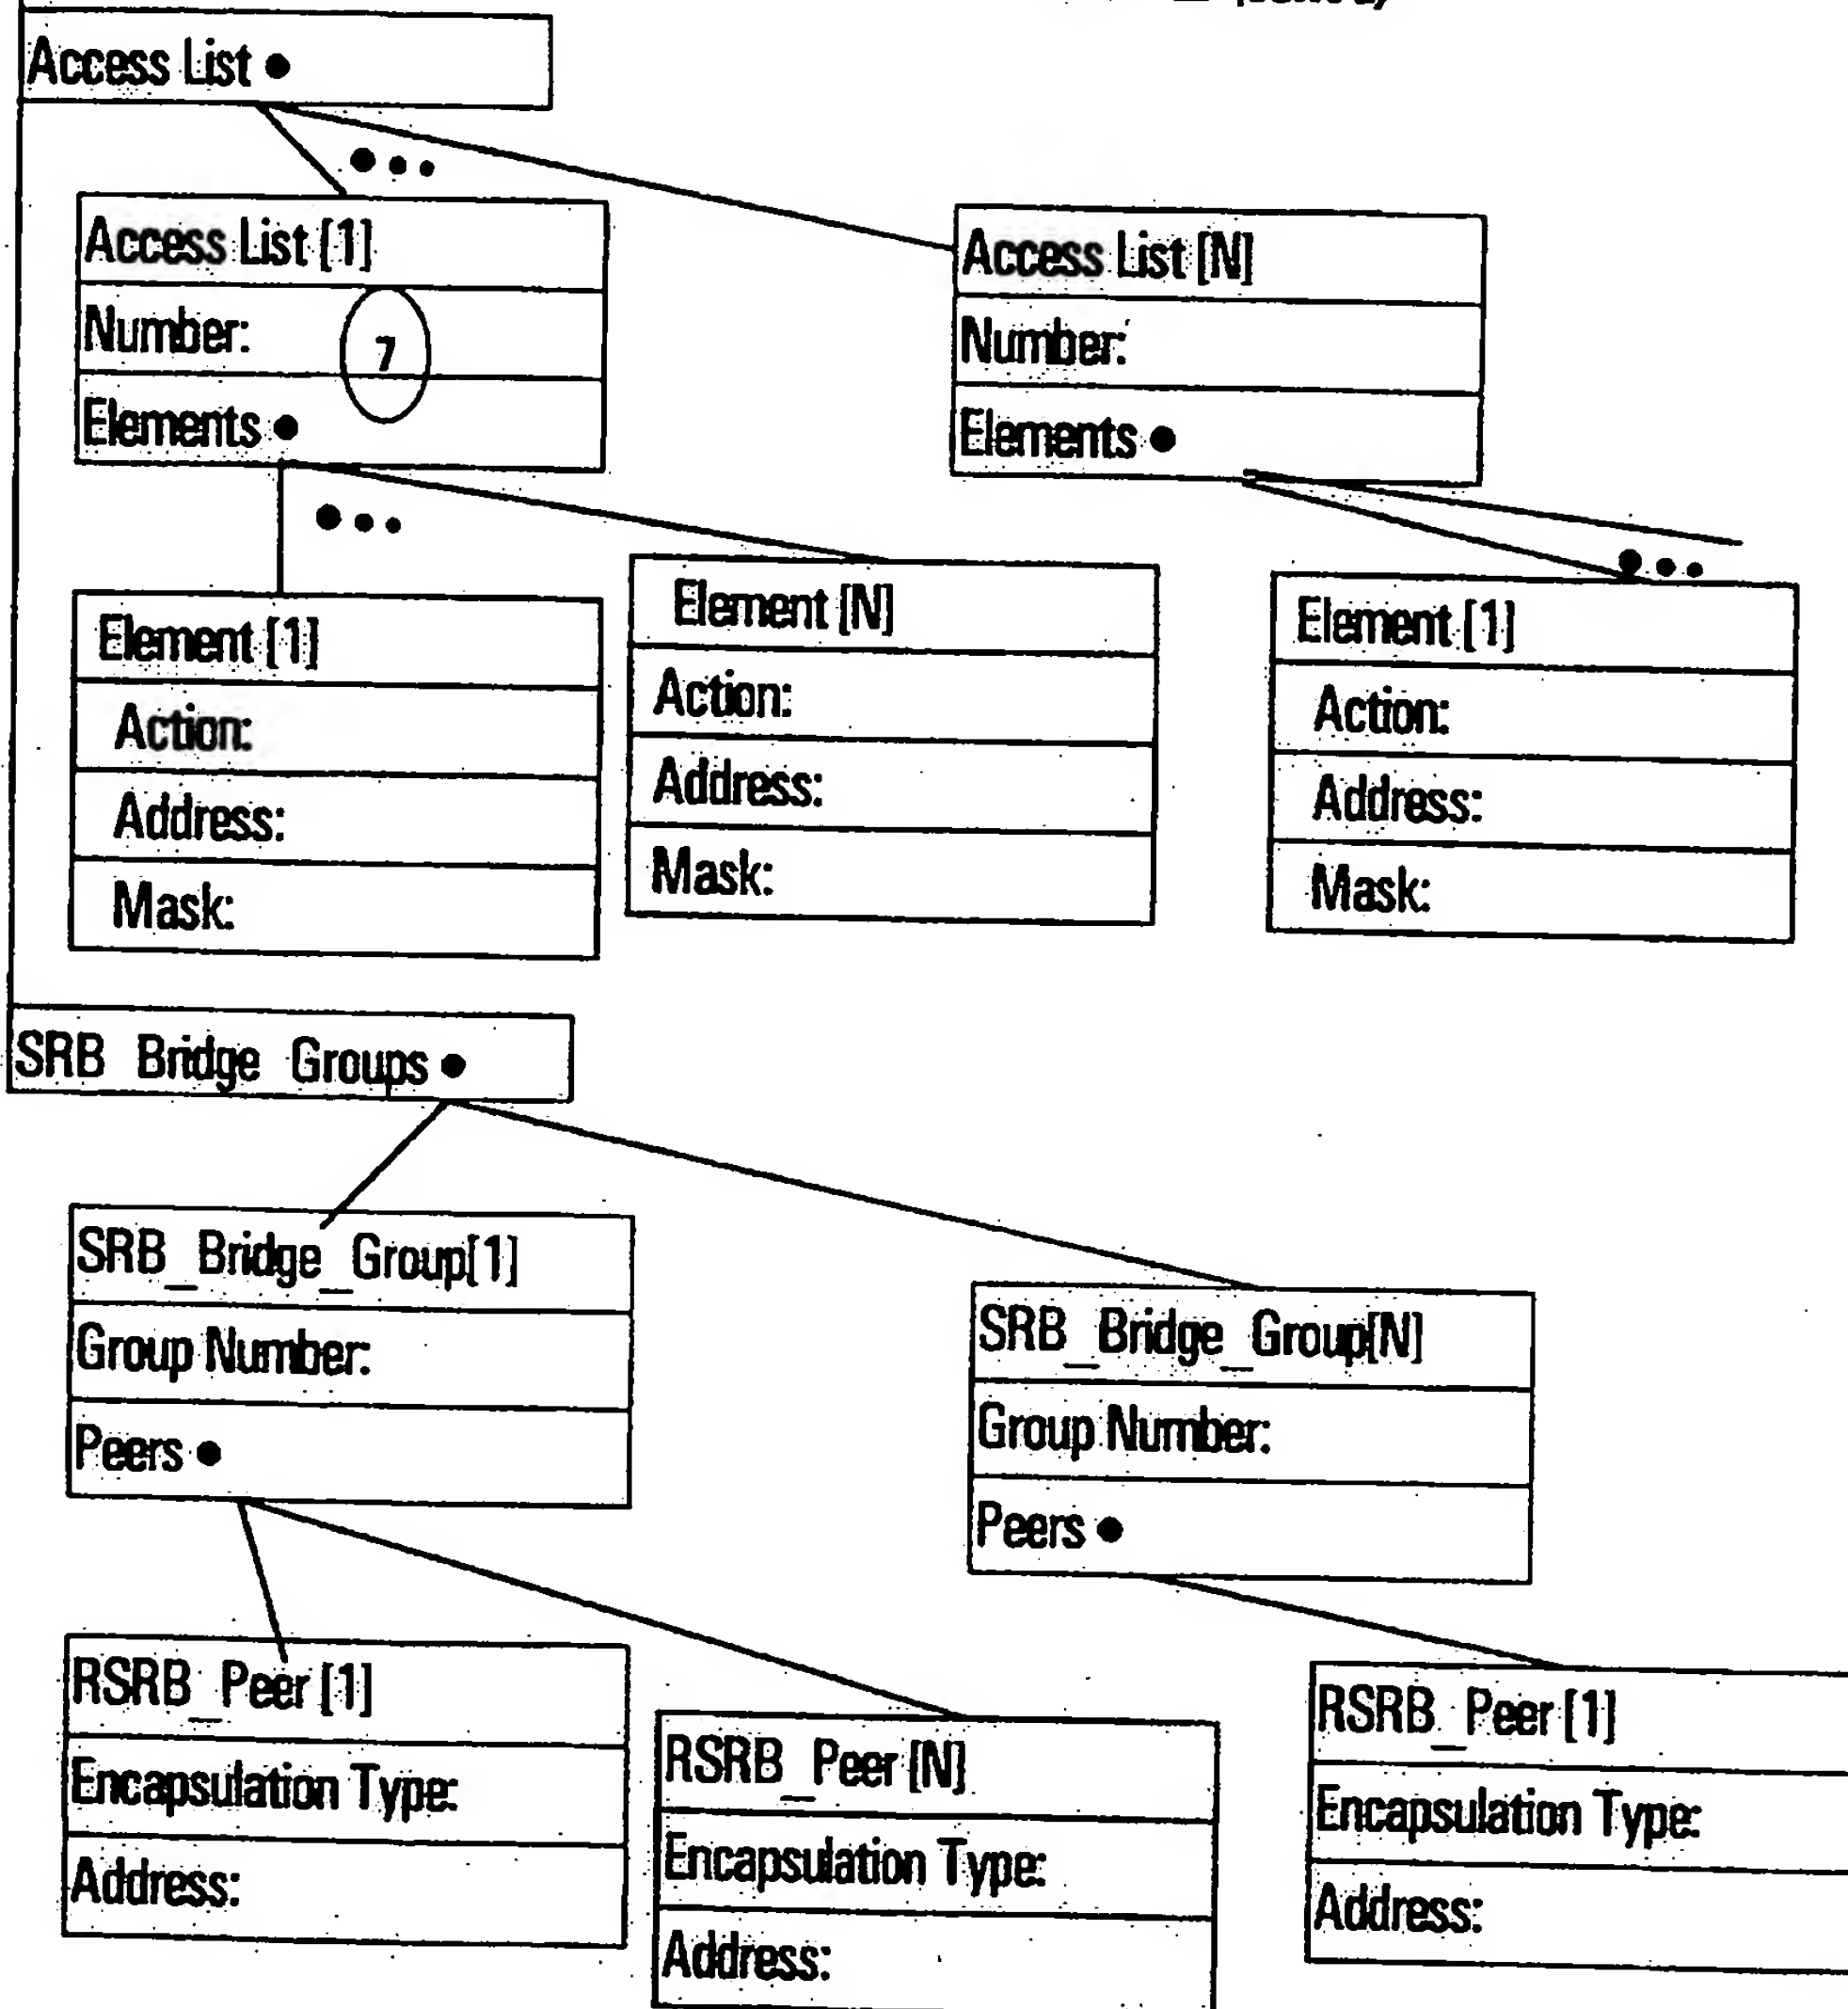 Access List •
• • •
Access List [1]
Number:
7
Elements •
Access List [N]
Number:
Elements •
• • •
• • •
Element [1]
Action:
Address:
Mask:
Element [N]
Action:
Address:
Mask:
Element [1]
Action:
Address:
Mask:
SRB Bridge Groups •
SRB_Bridge_Group[1]
Group Number:
Peers •
SRB_Bridge_Group[N]
Group Number:
Peers •
RSRB_Peer [1]
Encapsulation Type:
Address:
RSRB_Peer [N]
Encapsulation Type:
Address:
RSRB_Peer [1]
Encapsulation Type:
Address: